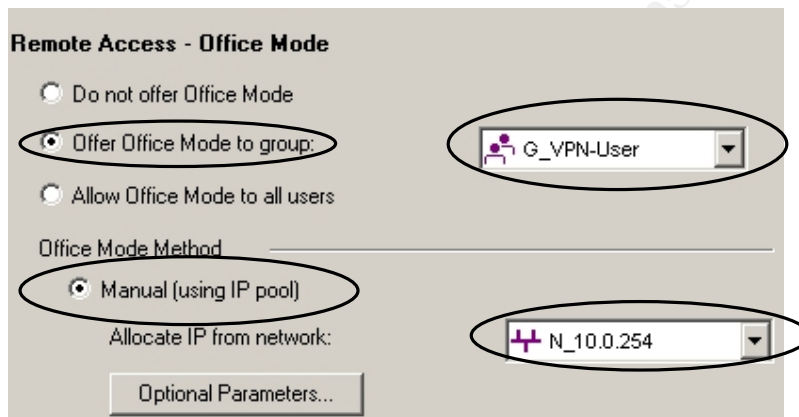 Remote Access - Office Mode
Do not offer Office Mode
Offer Office Mode to group:
G_VPN-User
Allow Office Mode to all users
Office Mode Method
Manual (using IP pool)
Allocate IP from network:
N_10.0.254
Optional Parameters...